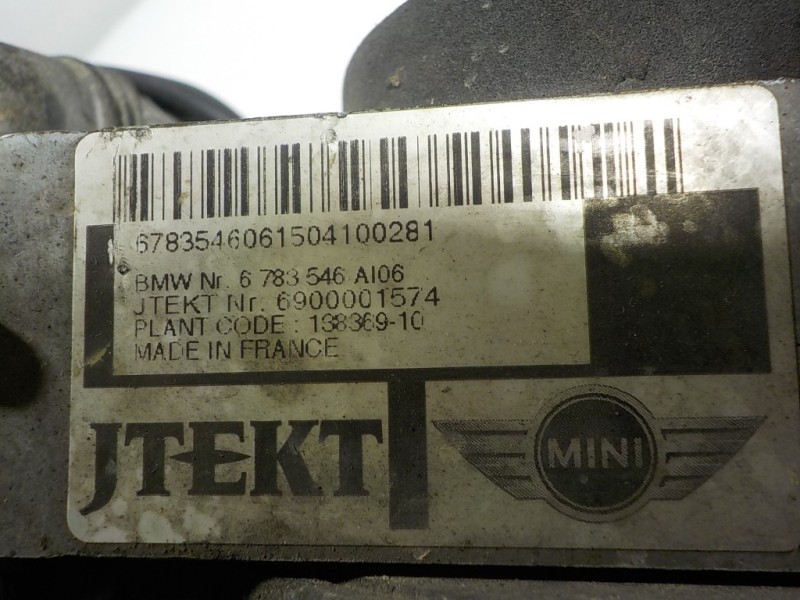 6783546061504100281
BMW Nr. 6 783 546 AI06
JTEKT Nr. 6900001574
PLANT CODE : 138369-10
MADE IN FRANCE
JTEKT
MINI